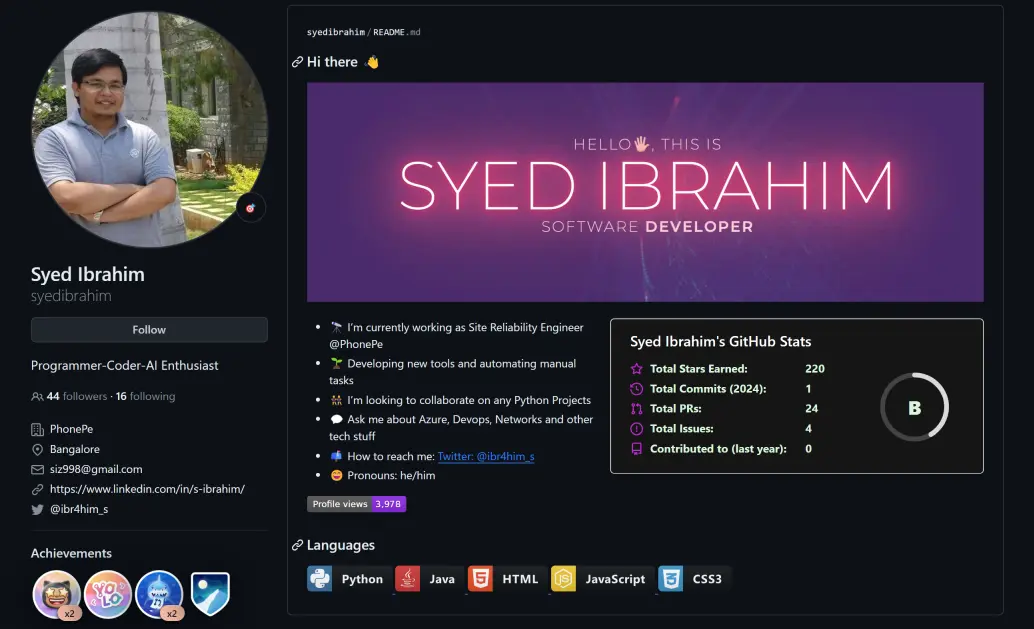 Syed Ibrahim
syedibrahim
Follow
Programmer-Coder-AI Enthusiast
44 followers · 16 following
PhonePe
Bangalore
siz998@gmail.com
https://www.linkedin.com/in/s-ibrahim/
@ibr4him_s
Achievements
x2
YOLO
x2
syedibrahim/README.md
Hi there 👋
HELLO🖐, THIS IS
SYED IBRAHIM
SOFTWARE DEVELOPER
🔭 I’m currently working as Site Reliability Engineer
@PhonePe
🌱 Developing new tools and automating manual
tasks
👯 I’m looking to collaborate on any Python Projects
💬 Ask me about Azure, Devops, Networks and other
tech stuff
📫 How to reach me: Twitter: @ibr4him_s
😄 Pronouns: he/him
Profile views 3,978
Syed Ibrahim's GitHub Stats
Total Stars Earned: 220
Total Commits (2024): 1
Total PRs: 24
Total Issues: 4
Contributed to (last year): 0
B
Languages
Python
Java
5 HTML
JS JavaScript
3 CSS3